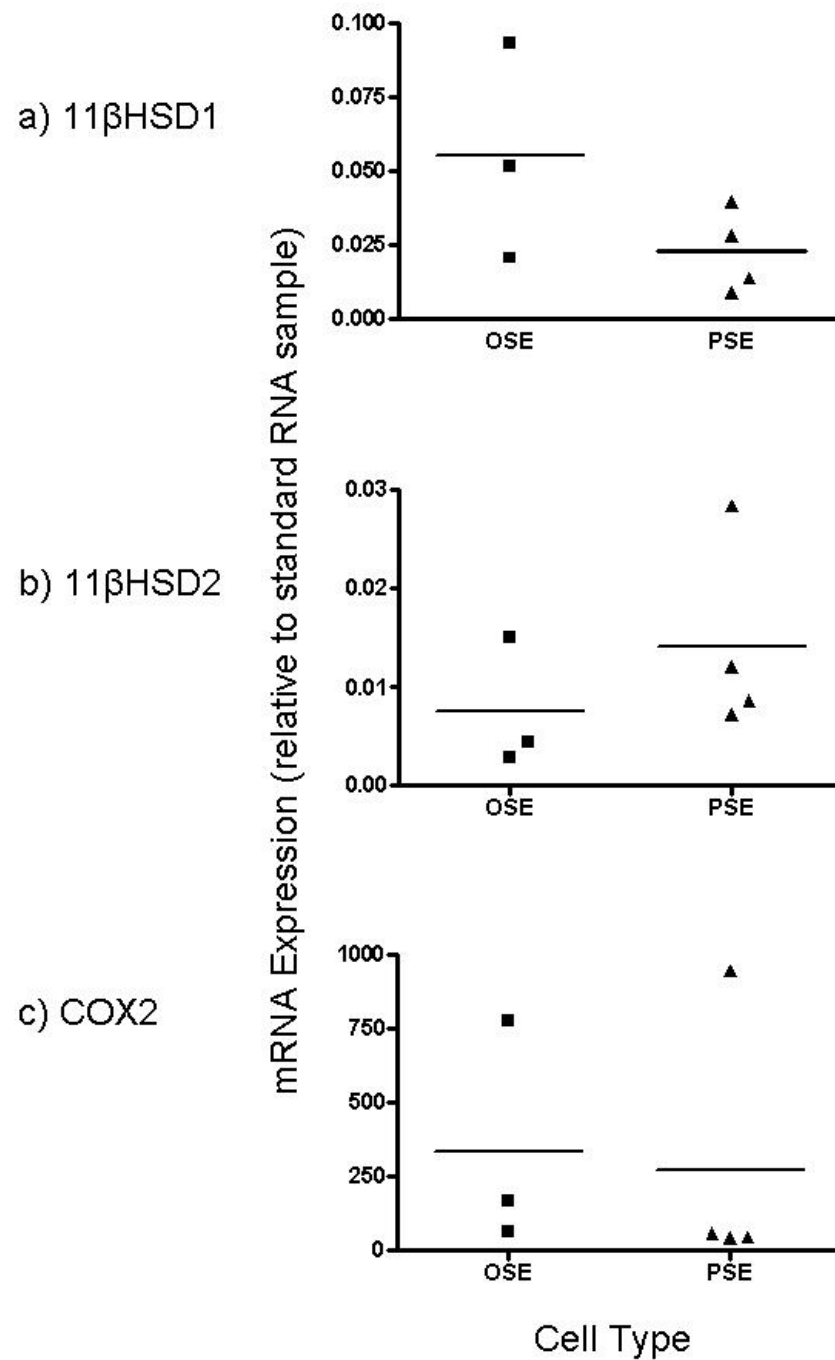 a) 11βHSD1
0.100
0.075
0.050
0.025
0.000
OSE PSE
b) 11βHSD2
0.03
0.02
0.01
0.00
OSE PSE
c) COX2
1000
750
500
250
0
OSE PSE
mRNA Expression (relative to standard RNA sample)
Cell Type